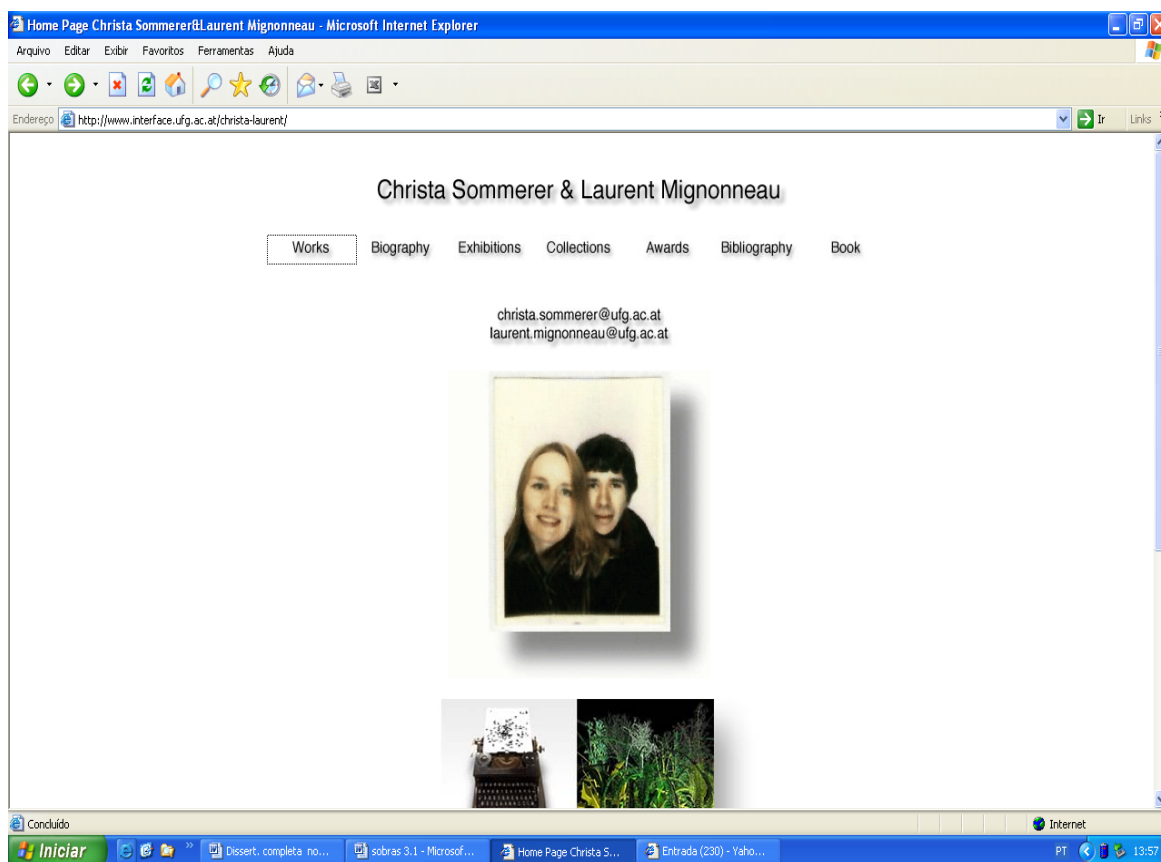 Home Page Christa Sommerer&Laurent Mignonneau - Microsoft Internet Explorer
Arquivo Editar Exibir Favoritos Ferramentas Ajuda
Endereço http://www.interface.ufg.ac.at/christa-laurent/ Ir Links
Christa Sommerer & Laurent Mignonneau
Works Biography Exhibitions Collections Awards Bibliography Book
christa.sommerer@ufg.ac.at
laurent.mignonneau@ufg.ac.at
Concluído Internet
Iniciar Dissert. completa no... sobras 3.1 - Microsof... Home Page Christa S... Entrada (230) - Yaho... PT 13:57